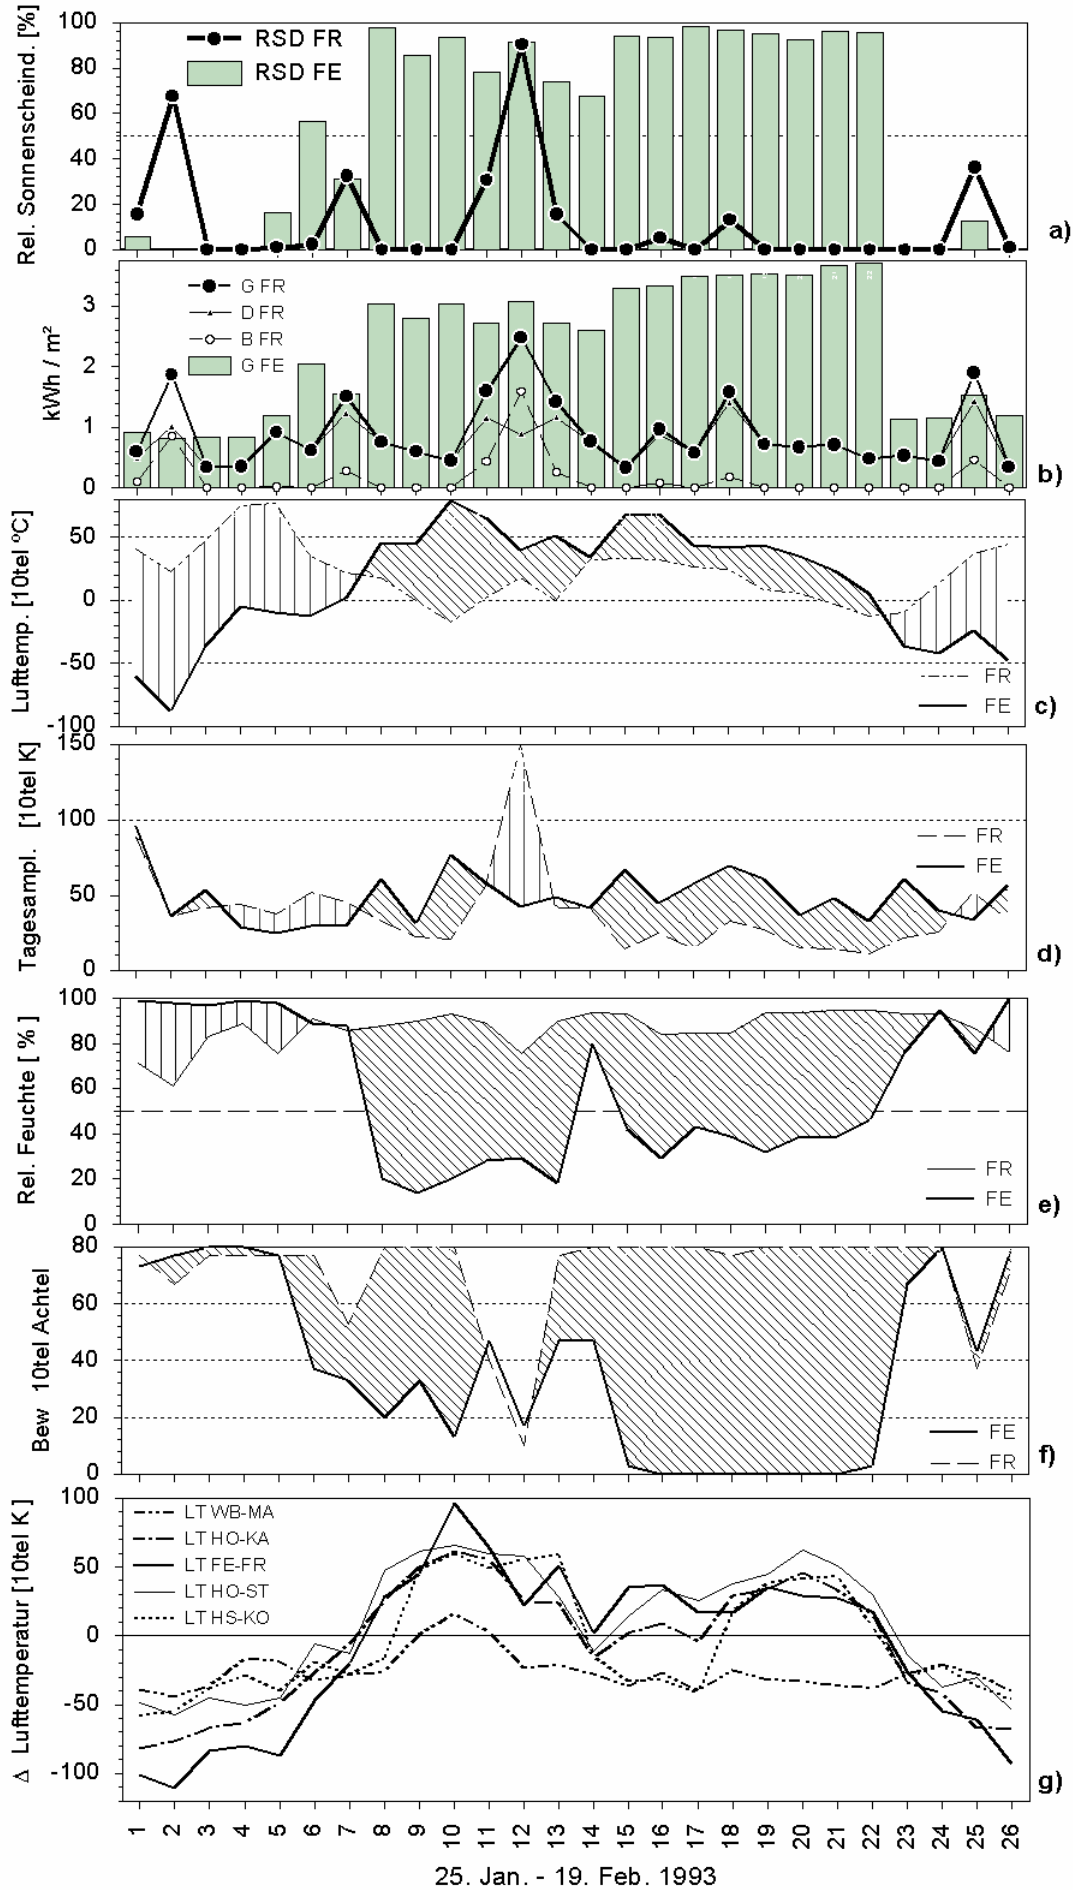 Rel. Sonnenscheind. [%]
100
80
60
40
20
0
RSD FR
RSD FE
a)
kWh / m²
3
2
1
0
G FR
D FR
B FR
G FE
b)
Lufttemp. [10tel ºC]
50
0
-50
-100
FR
FE
c)
Tagesampl. [10tel K]
150
100
50
0
FR
FE
d)
Rel. Feuchte [ % ]
100
80
60
40
20
0
FR
FE
e)
Bew 10tel Achtel
80
60
40
20
0
FE
FR
f)
Δ Lufttemperatur [10tel K ]
100
50
0
-50
-100
LT WB-MA
LT HO-KA
LT FE-FR
LT HO-ST
LT HS-KO
g)
1 2 3 4 5 6 7 8 9 10 11 12 13 14 15 16 17 18 19 20 21 22 23 24 25 26
25. Jan. - 19. Feb. 1993